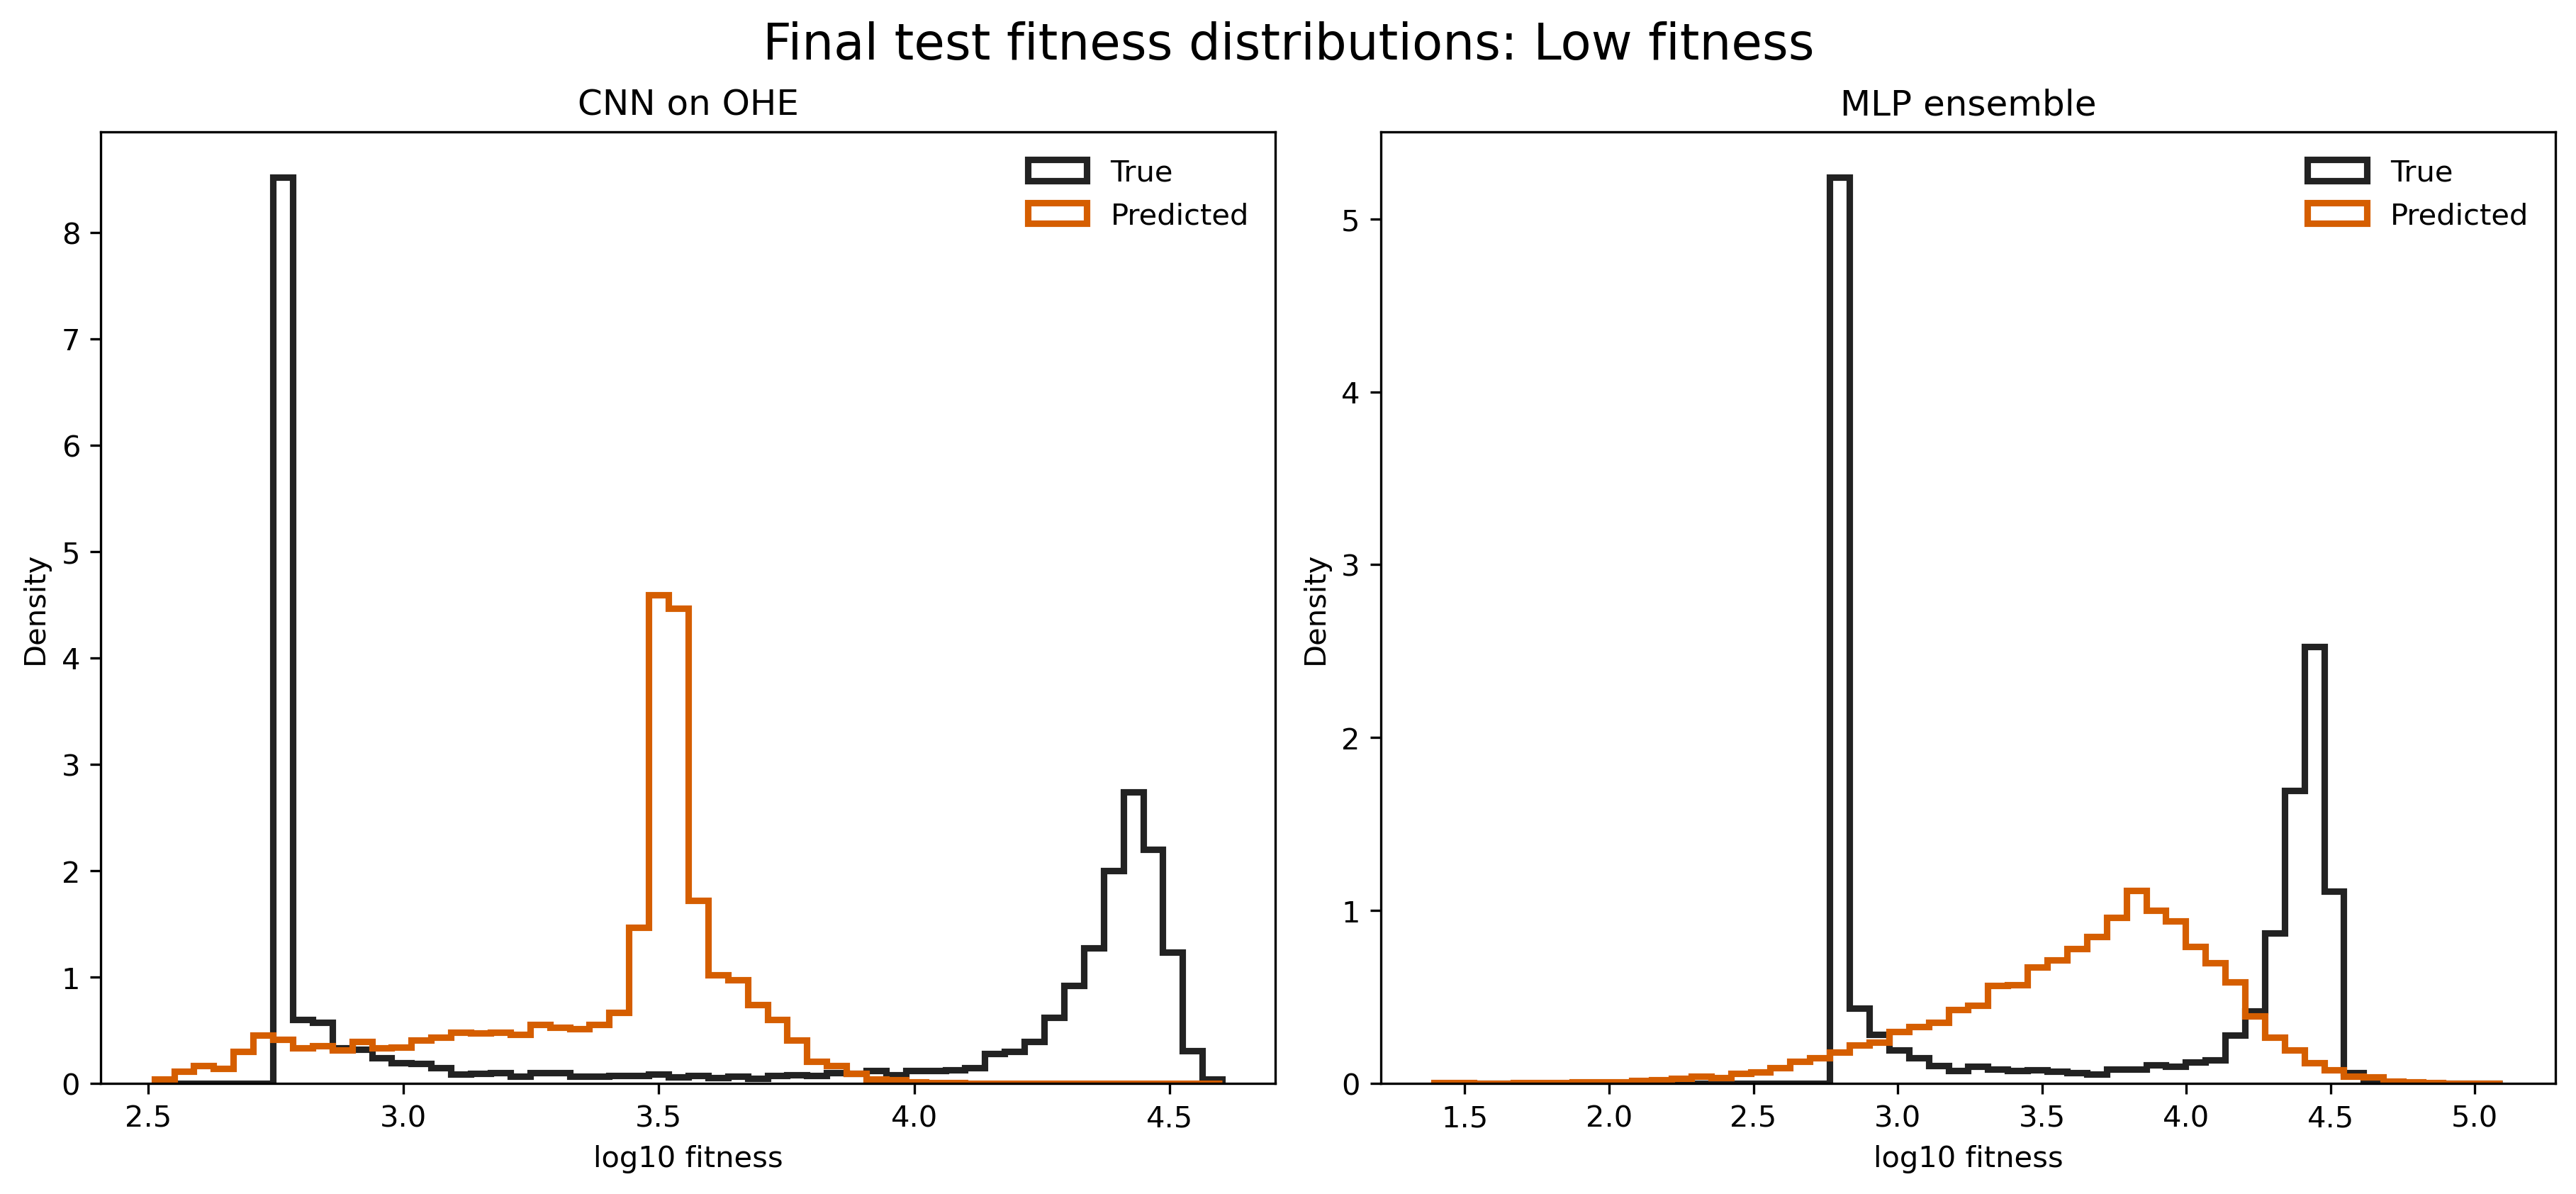 Final test fitness distributions: Low fitness
CNN on OHE
True
Predicted
8
7
6
5
4
3
2
1
0
Density
2.5 3.0 3.5 4.0 4.5
log10 fitness
MLP ensemble
True
Predicted
5
4
3
2
1
0
Density
1.5 2.0 2.5 3.0 3.5 4.0 4.5 5.0
log10 fitness